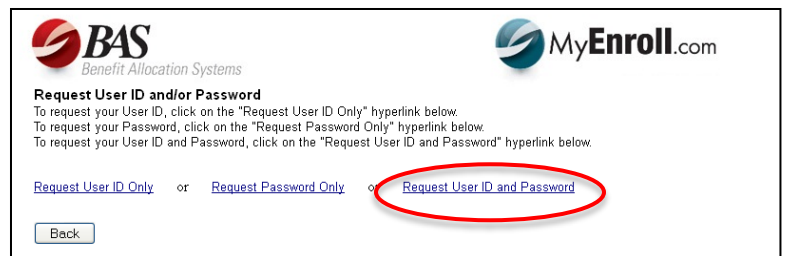 BAS
Benefit Allocation Systems
MyEnroll.com
Request User ID and/or Password
To request your User ID, click on the "Request User ID Only" hyperlink below.
To request your Password, click on the "Request Password Only" hyperlink below.
To request your User ID and Password, click on the "Request User ID and Password" hyperlink below.
Request User ID Only or Request Password Only or Request User ID and Password
Back